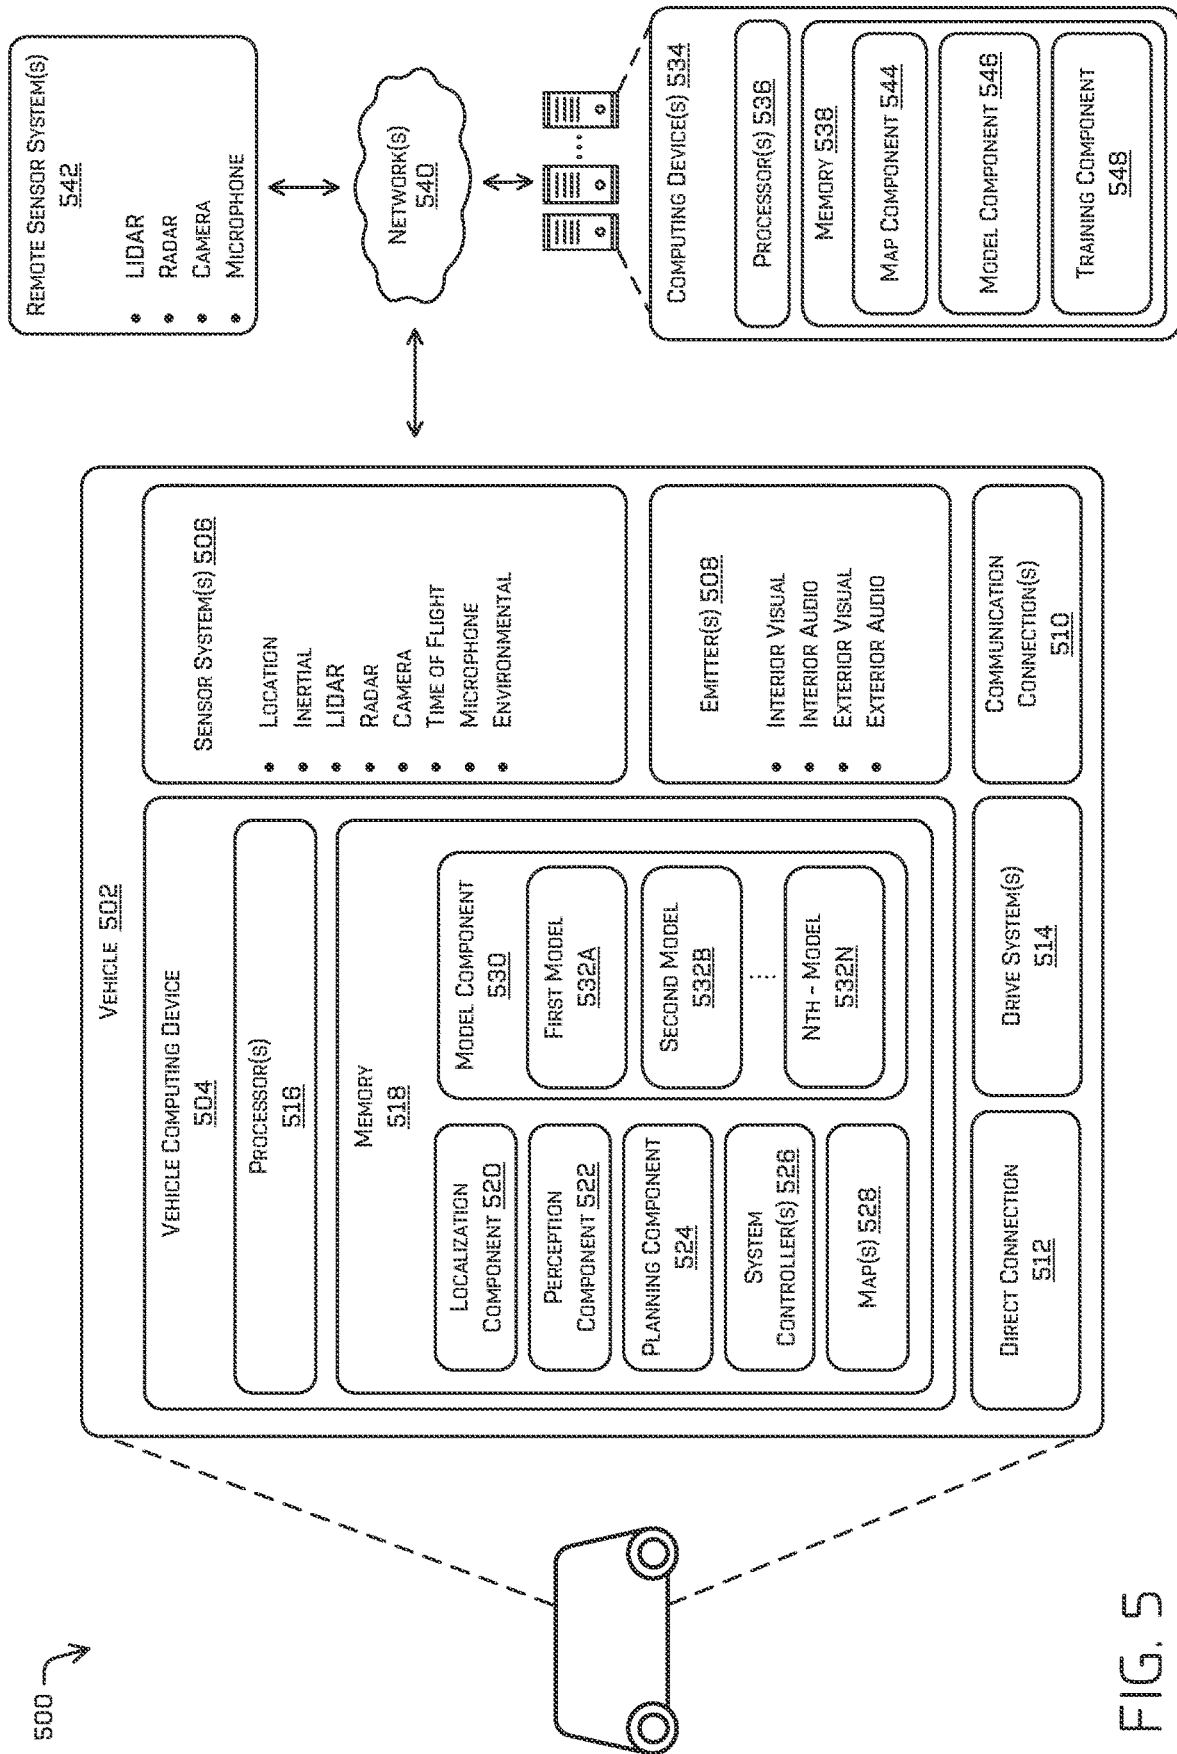 500
VEHICLE 502
VEHICLE COMPUTING DEVICE
504
PROCESSOR(S)
516
MEMORY
518
LOCALIZATION
COMPONENT 520
PERCEPTION
COMPONENT 522
PLANNING COMPONENT
524
SYSTEM
CONTROLLER(S) 526
MAP(S) 528
MODEL COMPONENT
530
FIRST MODEL
532A
SECOND MODEL
532B
NTH - MODEL
532N
SENSOR SYSTEM(S) 506
• LOCATION
• INERTIAL
• LIDAR
• RADAR
• CAMERA
• TIME OF FLIGHT
• MICROPHONE
• ENVIRONMENTAL
EMITTER(S) 508
• INTERIOR VISUAL
• INTERIOR AUDIO
• EXTERIOR VISUAL
• EXTERIOR AUDIO
DIRECT CONNECTION
512
DRIVE SYSTEM(S)
514
COMMUNICATION
CONNECTION(S)
510
REMOTE SENSOR SYSTEM(S)
542
• LIDAR
• RADAR
• CAMERA
• MICROPHONE
NETWORK(S)
540
COMPUTING DEVICE(S) 534
PROCESSOR(S) 536
MEMORY 538
MAP COMPONENT 544
MODEL COMPONENT 546
TRAINING COMPONENT
548
FIG. 5